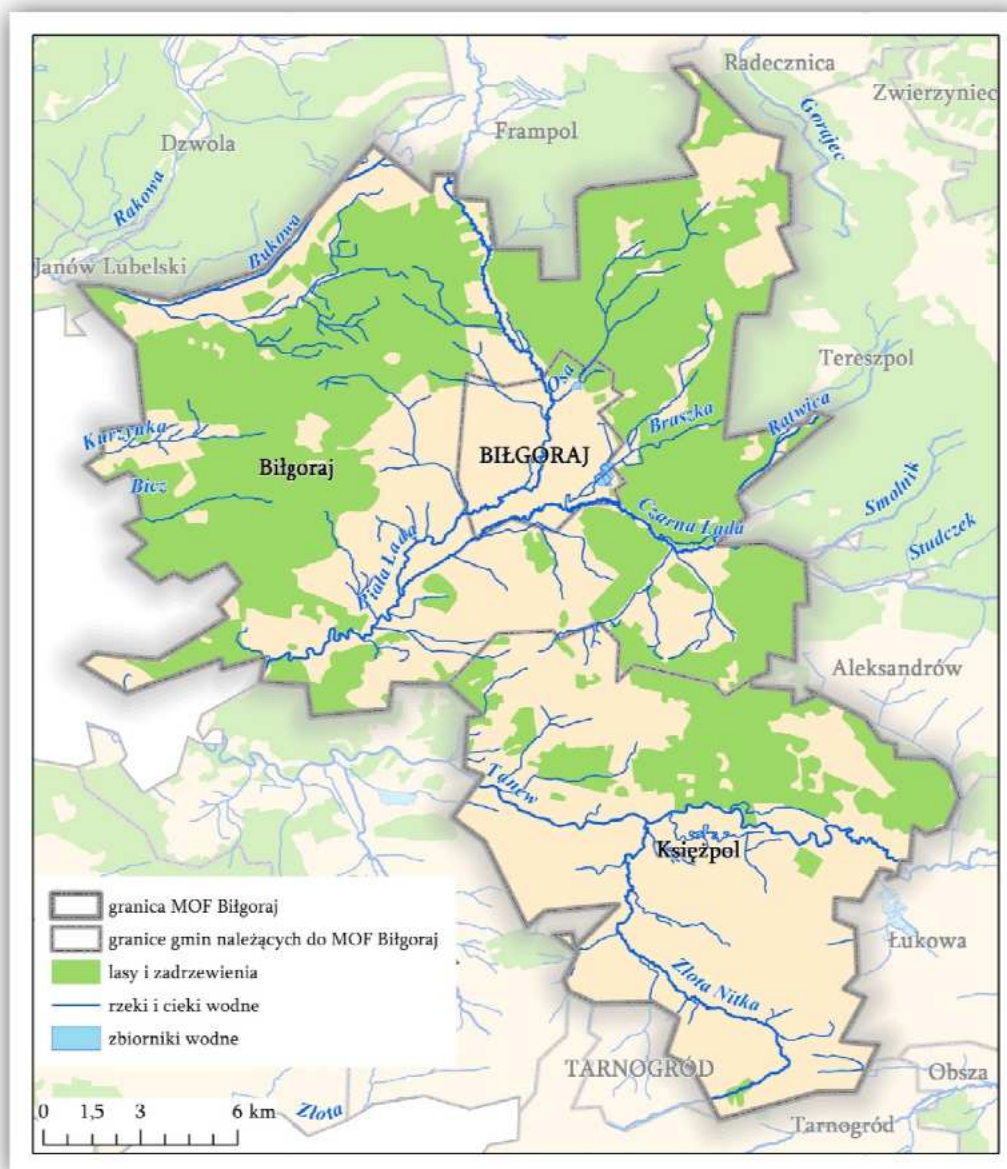 Radecznica
Zwierzyniec
Gorajec
Frampol
Dzwola
Rakowa
Bukowa
Janów Lubelski
Tereszpol
Osa
Braszka
Ratwica
Kurzynka
BIŁGORAJ
Biłgoraj
Bicz
Smolnik
Czarna Łada
Studczek
Biała Łada
Aleksandrów
Tanew
Księżpol
granica MOF Biłgoraj
granice gmin należących do MOF Biłgoraj
lasy i zadrzewienia
rzeki i cieki wodne
zbiorniki wodne
Łukowa
Złota Nitka
TARNOGRÓD
Obsza
Złota
Tarnogród
0 1,5 3 6 km